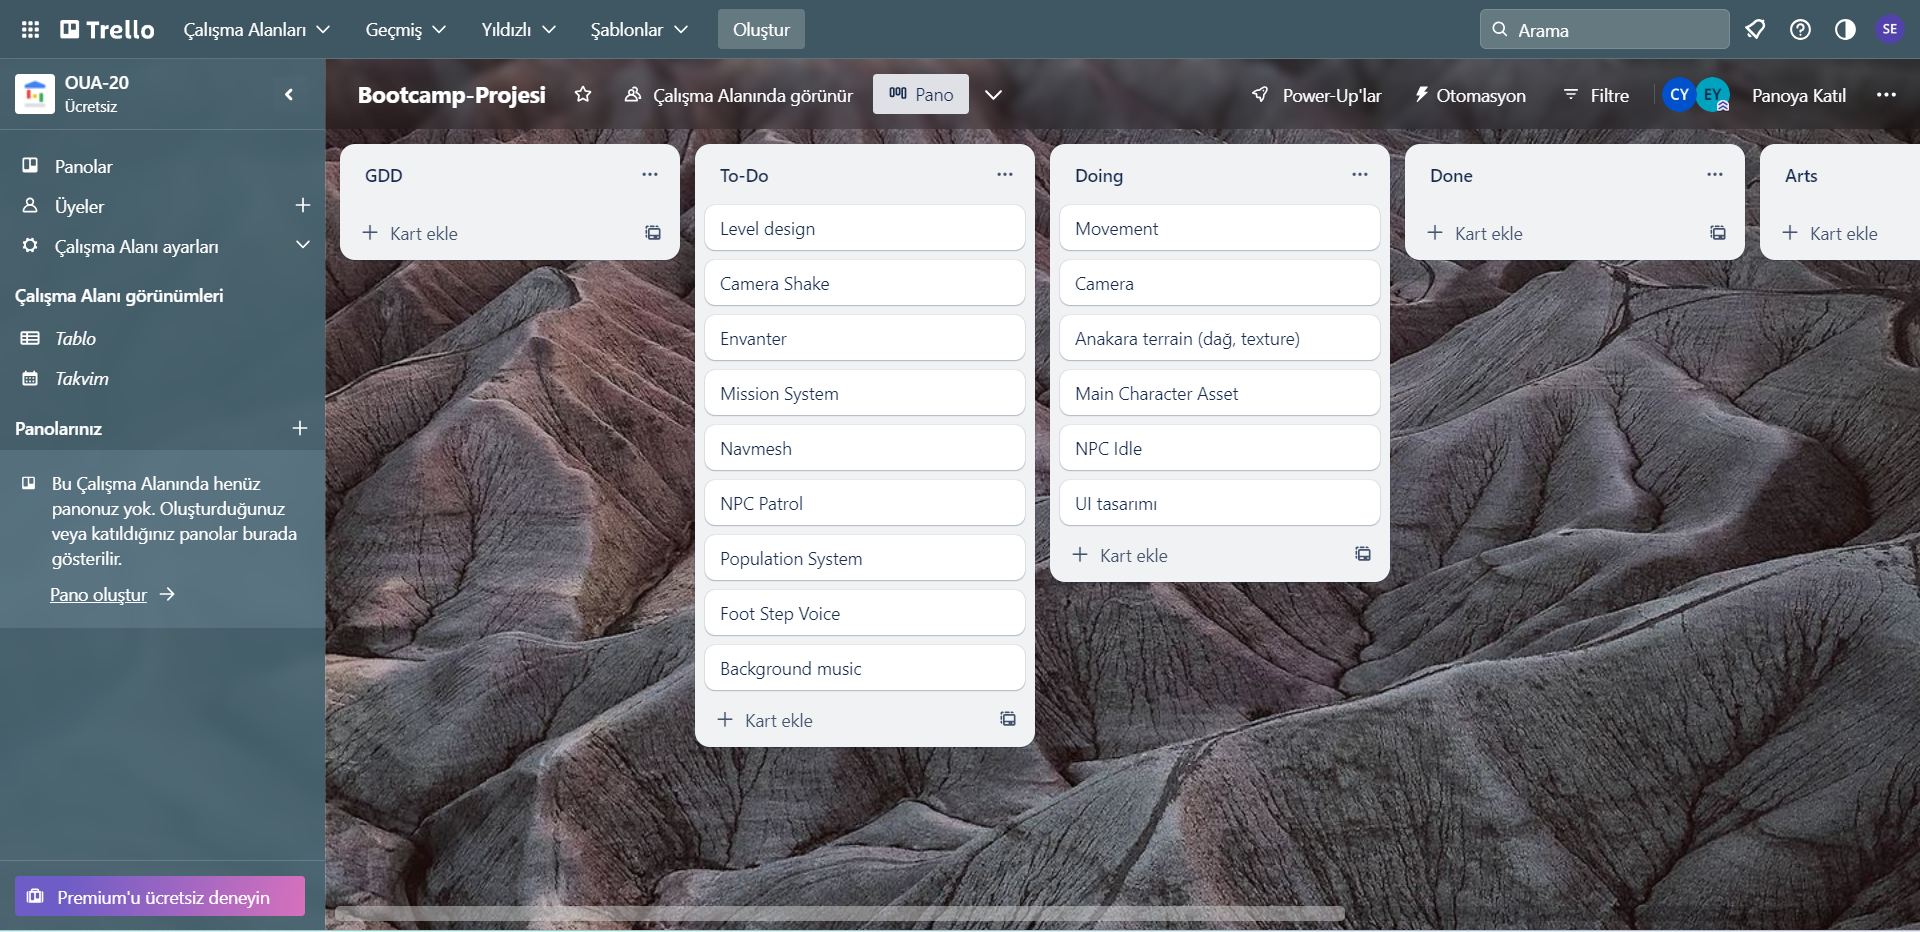 Trello
Çalışma Alanları
Geçmiş
Yıldızlı
Şablonlar
Oluştur
Arama
SE
OUA-20
Ücretsiz
Bootcamp-Projesi
Çalışma Alanında görünür
Pano
Power-Up'lar
Otomasyon
Filtre
CY
EY
Panoya Katıl
Panolar
Üyeler
Çalışma Alanı ayarları
Çalışma Alanı görünümleri
Tablo
Takvim
Panolarınız
Bu Çalışma Alanında henüz
panonuz yok. Oluşturduğunuz
veya katıldığınız panolar burada
gösterilir.
Pano oluştur
Premium'u ücretsiz deneyin
GDD
Kart ekle
To-Do
Level design
Camera Shake
Envanter
Mission System
Navmesh
NPC Patrol
Population System
Foot Step Voice
Background music
Kart ekle
Doing
Movement
Camera
Anakara terrain (dağ, texture)
Main Character Asset
NPC Idle
UI tasarımı
Kart ekle
Done
Kart ekle
Arts
Kart ekle